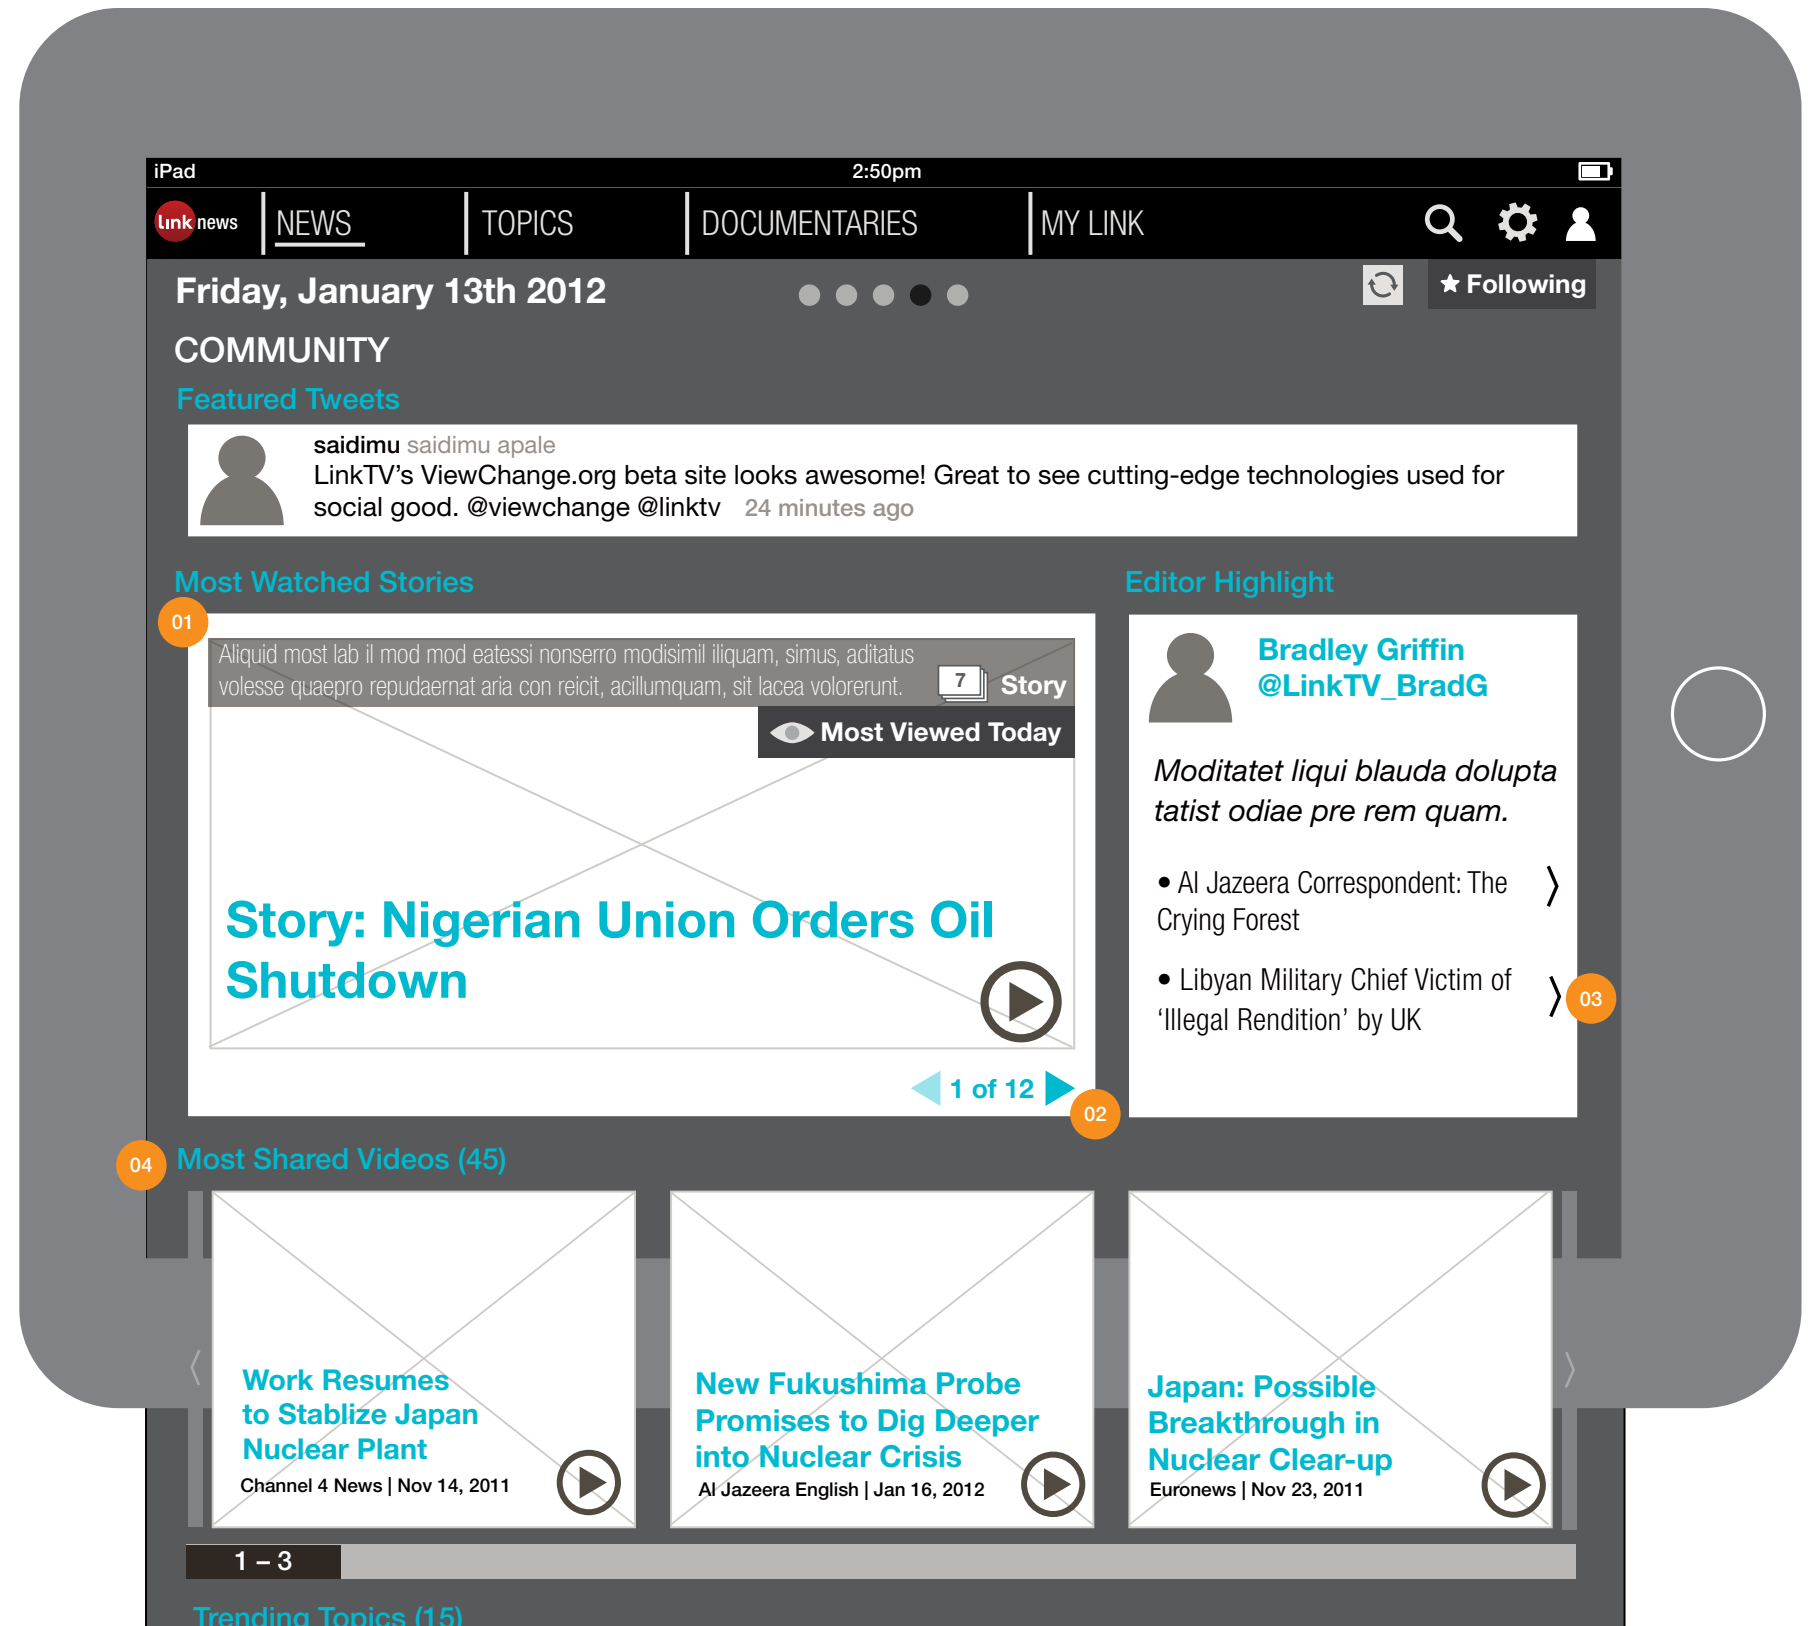 iPad
2:50pm
Link news
NEWS
TOPICS
DOCUMENTARIES
MY LINK
Friday, January 13th 2012
Following
COMMUNITY
Featured Tweets
saidimu saidimu apale
LinkTV's ViewChange.org beta site looks awesome! Great to see cutting-edge technologies used for
social good. @viewchange @linktv 24 minutes ago
Most Watched Stories
01
Aliquid most lab il mod mod eatessi nonserro modisimil iliquam, simus, aditatus
volesse quaepro repudaernat aria con reicit, acillumquam, sit lacea volorerunt.
7
Story
Most Viewed Today
Story: Nigerian Union Orders Oil
Shutdown
1 of 12
02
Editor Highlight
Bradley Griffin
@LinkTV_BradG
Moditatet liqui blauda dolupta
tatist odiae pre rem quam.
• Al Jazeera Correspondent: The
Crying Forest
• Libyan Military Chief Victim of
‘Illegal Rendition’ by UK
03
04
Most Shared Videos (45)
Work Resumes
to Stablize Japan
Nuclear Plant
Channel 4 News | Nov 14, 2011
New Fukushima Probe
Promises to Dig Deeper
into Nuclear Crisis
Al Jazeera English | Jan 16, 2012
Japan: Possible
Breakthrough in
Nuclear Clear-up
Euronews | Nov 23, 2011
1 – 3
Trending Topics (15)